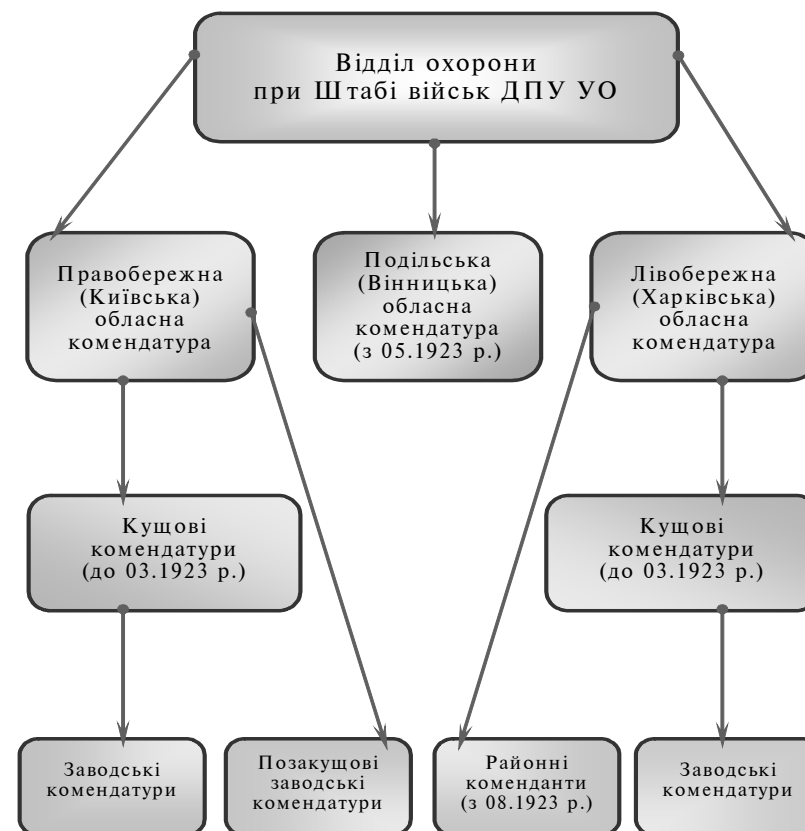 Відділ охорони
при Штабі військ ДПУ УО
Правобережна
(Київська)
обласна
комендатура
Подільська
(Вінницька)
обласна
комендатура
(з 05.1923 р.)
Лівобережна
(Харківська)
обласна
комендатура
Кущові
комендатури
(до 03.1923 р.)
Кущові
комендатури
(до 03.1923 р.)
Заводські
комендатури
Позакущові
заводські
комендатури
Районні
коменданти
(з 08.1923 р.)
Заводські
комендатури